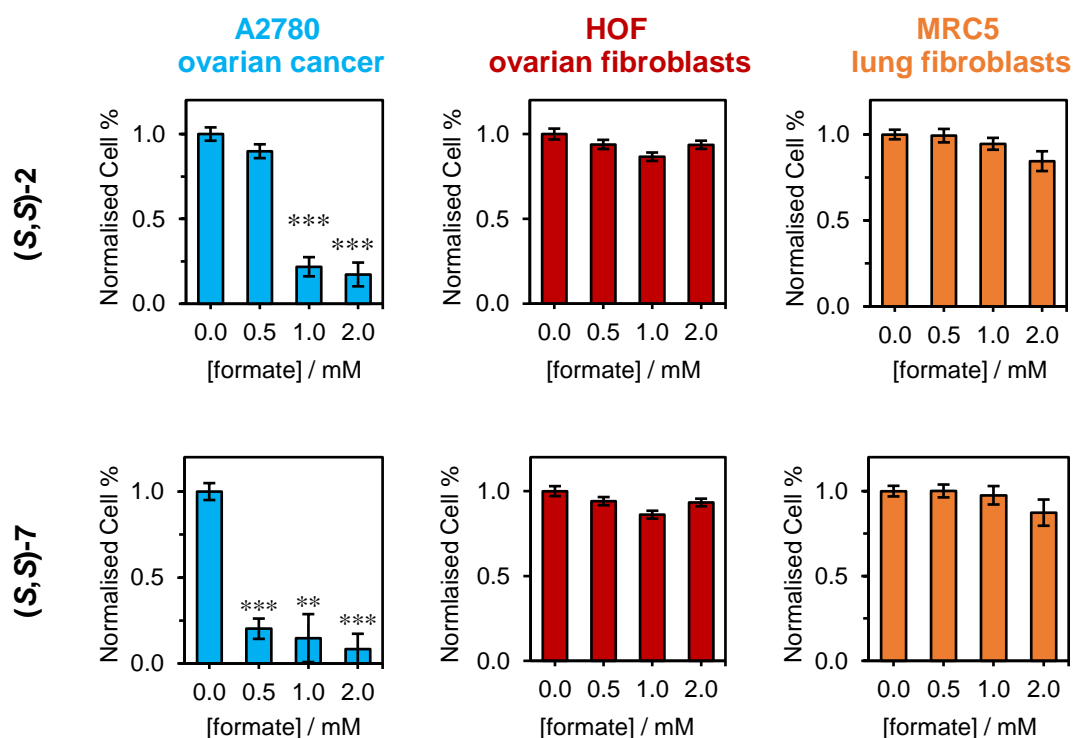 A2780
ovarian cancer
HOF
ovarian fibroblasts
MRC5
lung fibroblasts
(S,S)-2
Normalised Cell %
1.0
0.5
0.0
***
***
0.0 0.5 1.0 2.0
[formate] / mM
Normalised Cell %
1.0
0.5
0.0
0.0 0.5 1.0 2.0
[formate] / mM
Normalised Cell %
1.0
0.5
0.0
0.0 0.5 1.0 2.0
[formate] / mM
(S,S)-7
Normalised Cell %
1.0
0.5
0.0
*** ** ***
0.0 0.5 1.0 2.0
[formate] / mM
Normlaised Cell %
1.0
0.5
0.0
0.0 0.5 1.0 2.0
[formate] / mM
Normalised Cell %
1.0
0.5
0.0
0.0 0.5 1.0 2.0
[formate] / mM